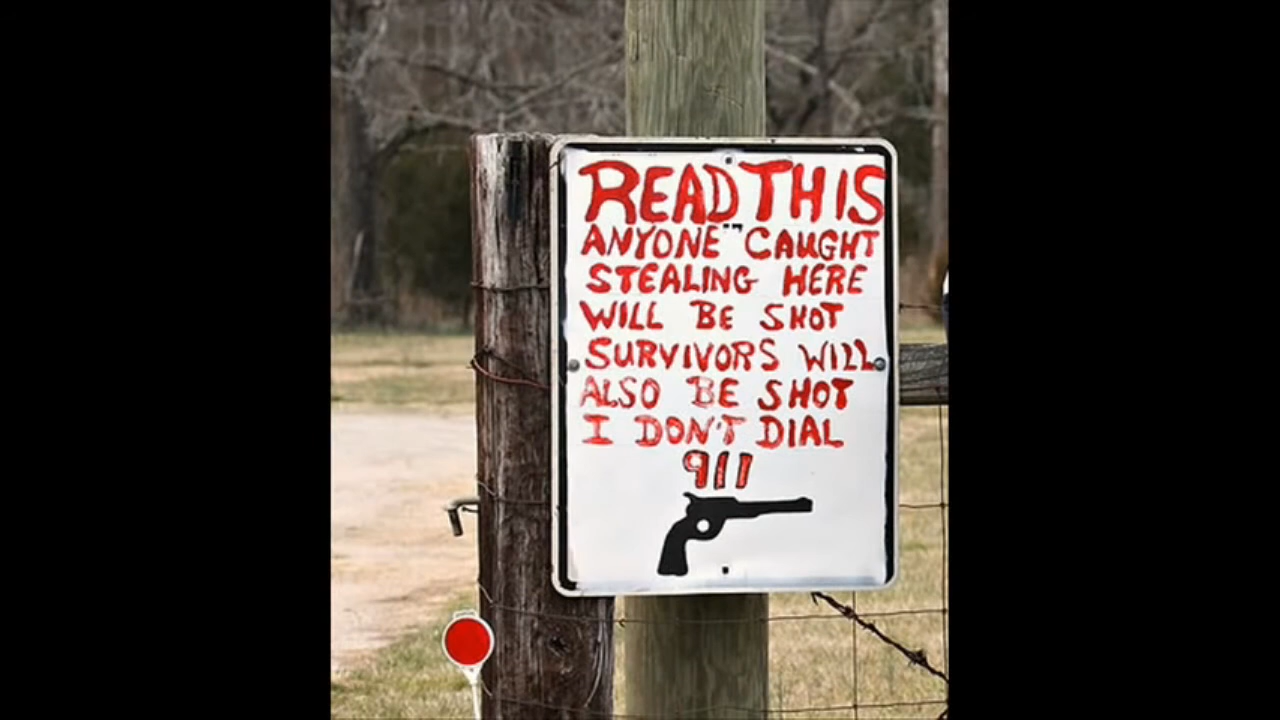 READ THIS
ANYONE "CAUGHT
STEALING HERE
WILL BE SHOT
SURVIVORS WILL
ALSO BE SHOT
I DON'T DIAL
911